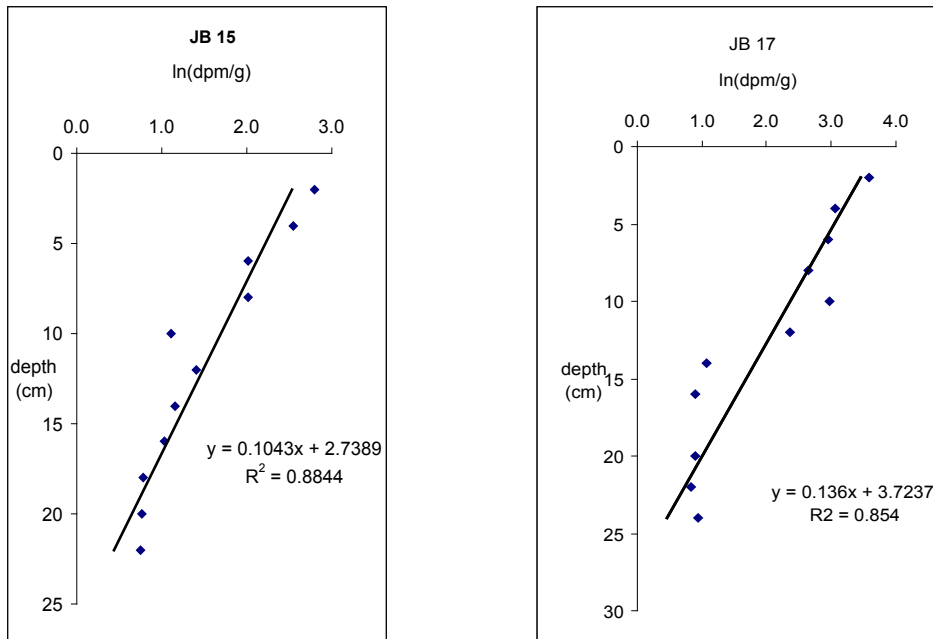 JB 15
ln(dpm/g)
0.0 1.0 2.0 3.0
0
5
10
15
20
25
depth
(cm)
y = 0.1043x + 2.7389
R² = 0.8844
JB 17
ln(dpm/g)
0.0 1.0 2.0 3.0 4.0
0
5
10
15
20
25
30
depth
(cm)
y = 0.136x + 3.7237
R2 = 0.854